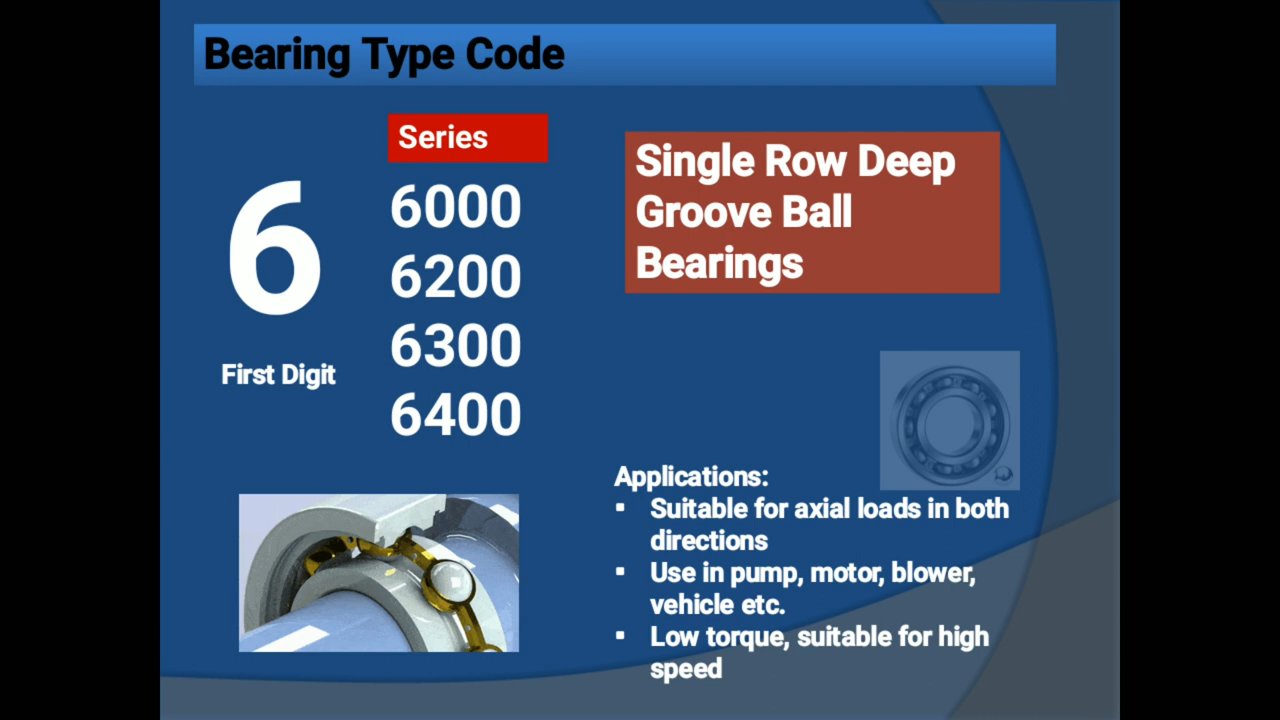 Bearing Type Code
Series
6
6000
6200
6300
6400
First Digit
Single Row Deep
Groove Ball
Bearings
Applications:
▪ Suitable for axial loads in both
directions
▪ Use in pump, motor, blower,
vehicle etc.
▪ Low torque, suitable for high
speed